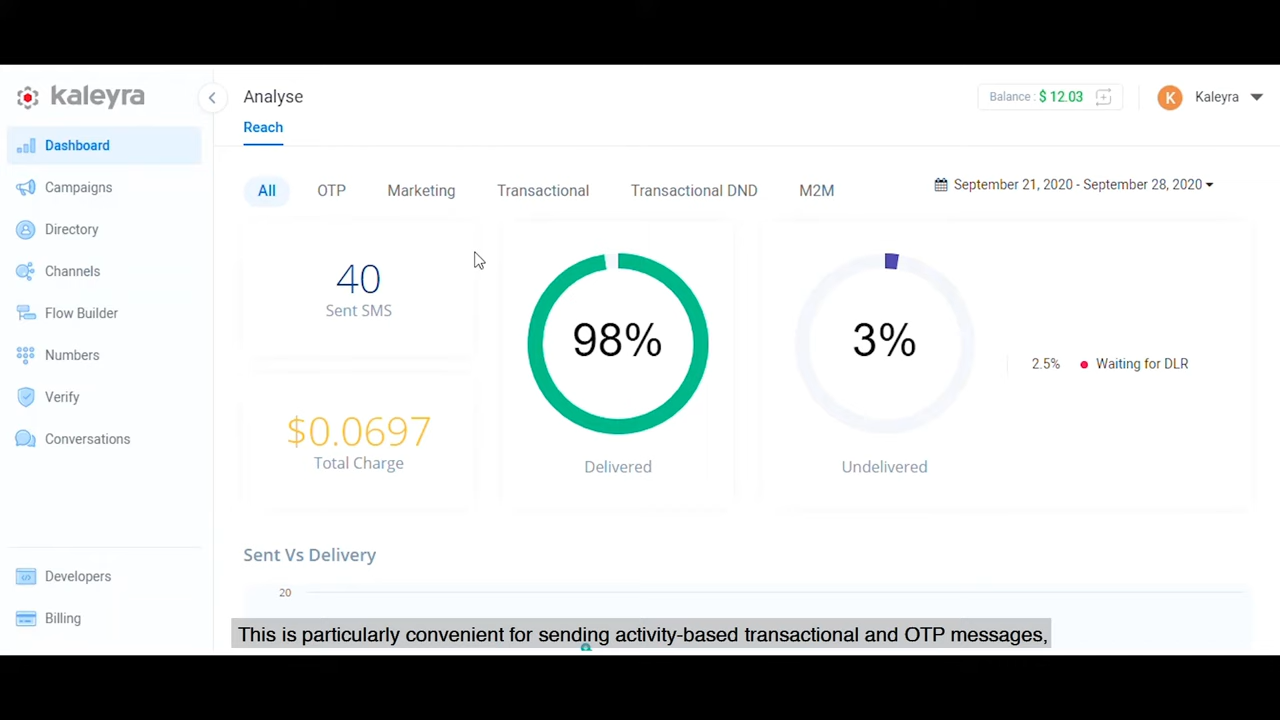 kaleyra
Analyse
Balance : $ 12.03
K
Kaleyra
Reach
Dashboard
Campaigns
Directory
Channels
Flow Builder
Numbers
Verify
Conversations
Developers
Billing
All
OTP
Marketing
Transactional
Transactional DND
M2M
September 21, 2020 - September 28, 2020
40
Sent SMS
$0.0697
Total Charge
98%
Delivered
3%
Undelivered
2.5% Waiting for DLR
Sent Vs Delivery
20
This is particularly convenient for sending activity-based transactional and OTP messages,